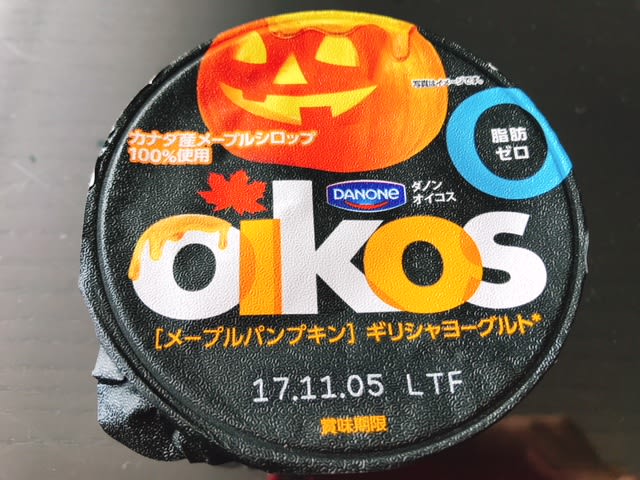 写真はイメージです。
カナダ産メープルシロップ
100%使用
脂肪
ゼロ
DANONE
ダノン
オイコス
oikos
[メープルパンプキン] ギリシャヨーグルト*
17.11.05 LTF
賞味期限